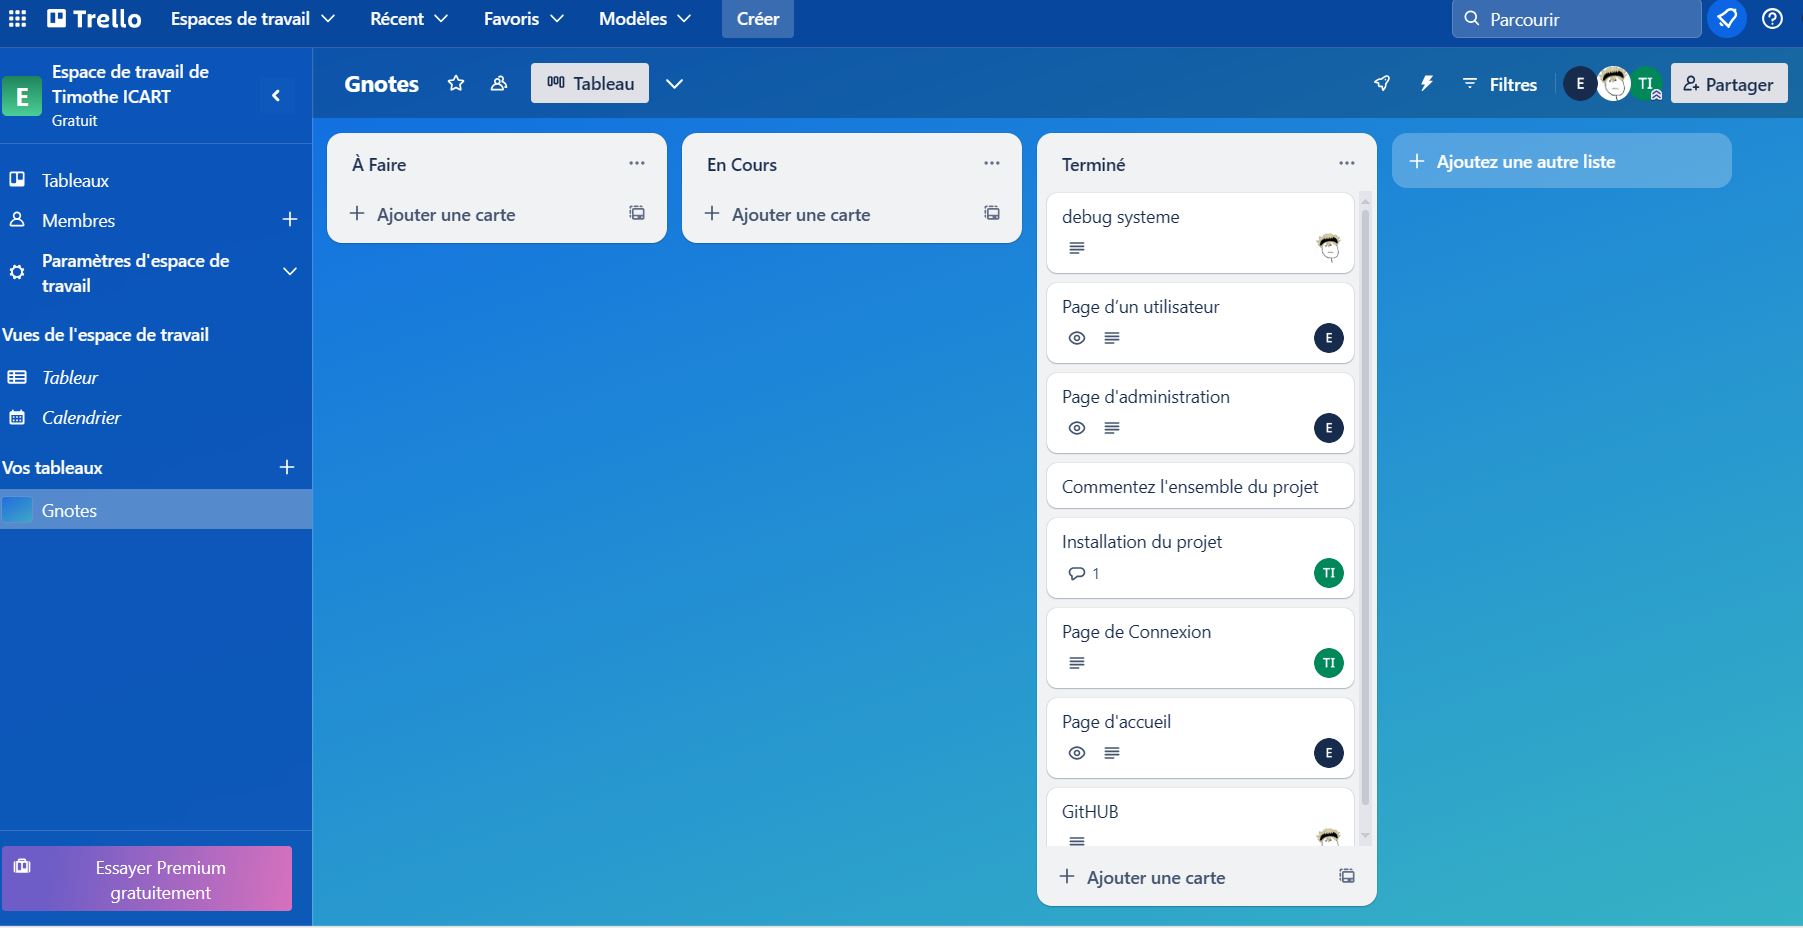 Trello
Espaces de travail
Récent
Favoris
Modèles
Créer
Parcourir
E
Espace de travail de
Timothe ICART
Gratuit
Tableaux
Membres
Paramètres d'espace de
travail
Vues de l'espace de travail
Tableur
Calendrier
Vos tableaux
Gnotes
Essayer Premium
gratuitement
Gnotes
Tableau
Filtres
E
TI
Partager
À Faire
Ajouter une carte
En Cours
Ajouter une carte
Terminé
debug systeme
Page d’un utilisateur
E
Page d'administration
E
Commentez l'ensemble du projet
Installation du projet
1
TI
Page de Connexion
TI
Page d'accueil
E
GitHUB
Ajouter une carte
Ajoutez une autre liste